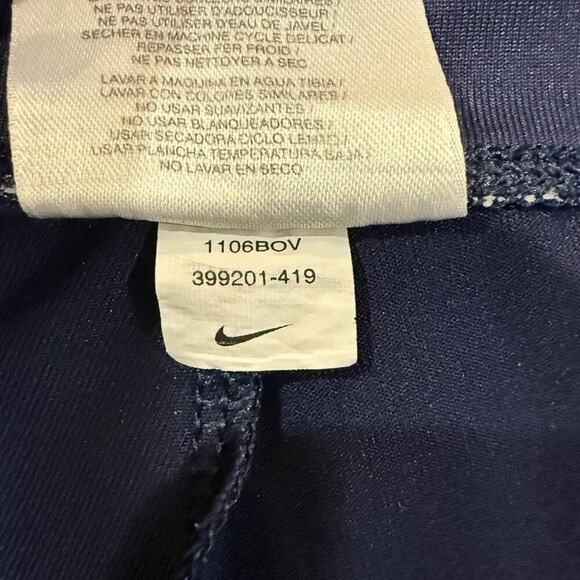 NE PAS UTILISER D'ADOUCISSEUR /
NE PAS UTILISER D'EAU DE JAVEL /
SÉCHER EN MACHINE CYCLE DÉLICAT /
REPASSER FER FROID /
NE PAS NETTOYER À SEC
LAVAR A MAQUINA EN AGUA TIBIA /
LAVAR CON COLORES SIMILARES /
NO USAR SUAVIZANTES /
NO USAR BLANQUEADORES /
USAR SECADORA CICLO LENTO /
USAR PLANCHA TEMPERATURA BAJA /
NO LAVAR EN SECO
1106BOV
399201-419